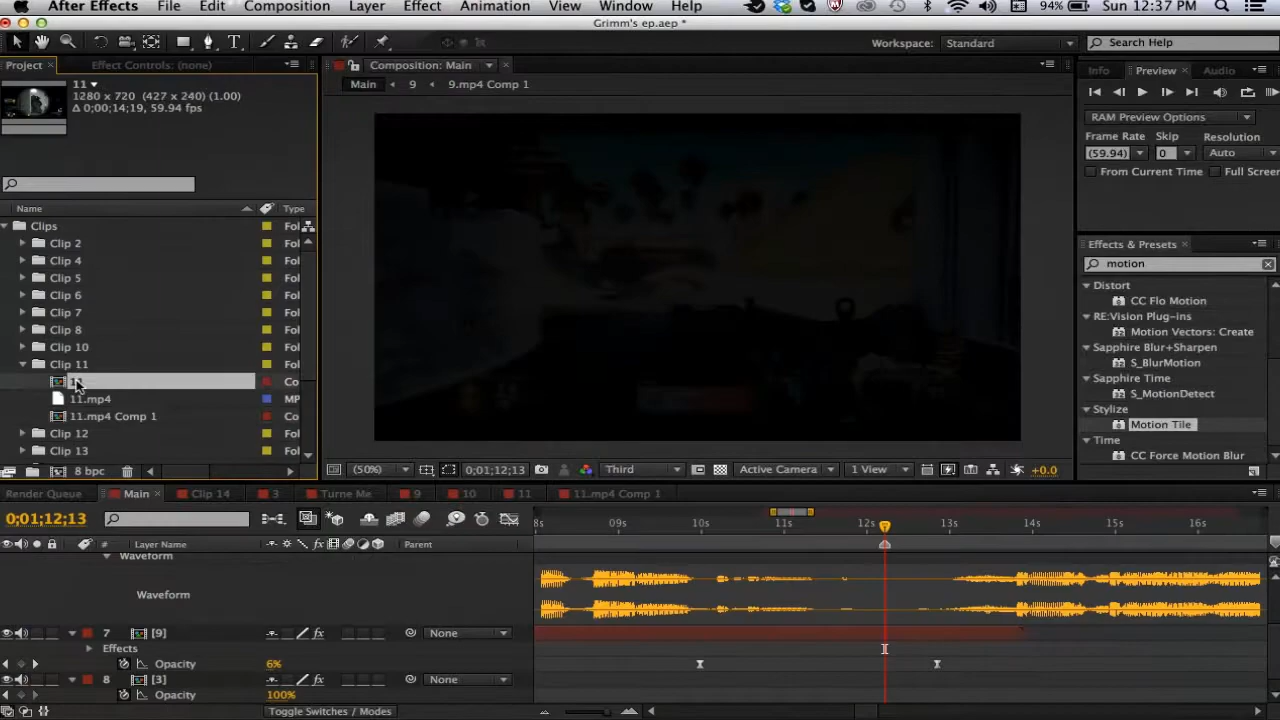 After Effects File Edit Composition Layer Effect Animation View Window Help 94% Sun 12:37 PM
Grimm's ep.aep *
Workspace: Standard Search Help
Project Effect Controls: (none) Composition: Main Info Preview Audio
11
1280 x 720 (427 x 240) (1.00)
Δ 0;00;14;19, 59.94 fps
Main 9 9.mp4 Comp 1
RAM Preview Options
Frame Rate Skip Resolution
(59.94) 0 Auto
From Current Time Full Screen
Name Type
Clips Fol
Clip 2 Fol
Clip 4 Fol
Clip 5 Fol
Clip 6 Fol
Clip 7 Fol
Clip 8 Fol
Clip 10 Fol
Clip 11 Fol
Co
11.mp4 MP
11.mp4 Comp 1 Co
Clip 12 Fol
Clip 13 Fol
8 bpc
Effects & Presets
motion
Distort
CC Flo Motion
RE:Vision Plug-ins
Motion Vectors: Create
Sapphire Blur+Sharpen
S_BlurMotion
Sapphire Time
S_MotionDetect
Stylize
Motion Tile
Time
CC Force Motion Blur
(50%) 0;01;12;13 Third Active Camera 1 View +0.0
Render Queue Main Clip 14 3 Turne Me 9 10 11 11.mp4 Comp 1
0;01;12;13
8s 09s 10s 11s 12s 13s 14s 15s 16s
# Layer Name Parent
Waveform
Waveform
7 [9] fx None
Effects
Opacity 6%
8 [3] fx None
Opacity 100%
Toggle Switches / Modes